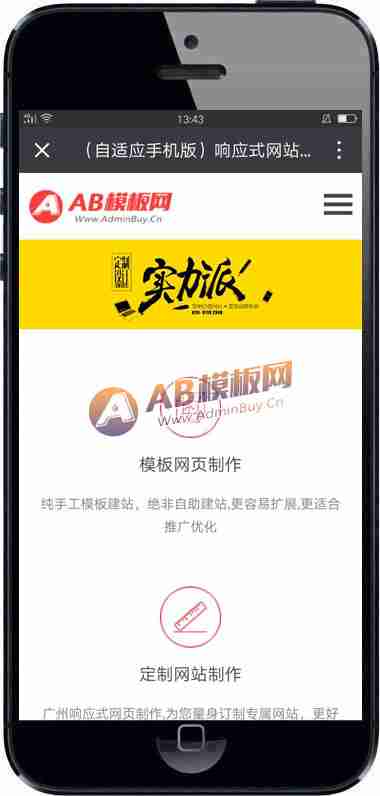 13:43
（自适应手机版）响应式网站...
AB模板网
Www.AdminBuy.Cn
实力派
AB模板网
Www.AdminBuy.Cn
模板网页制作
纯手工模板建站，绝非自助建站,更容易扩展,更适合
推广优化
定制网站制作
广州响应式网页制作,为您量身订制专属网站，更好